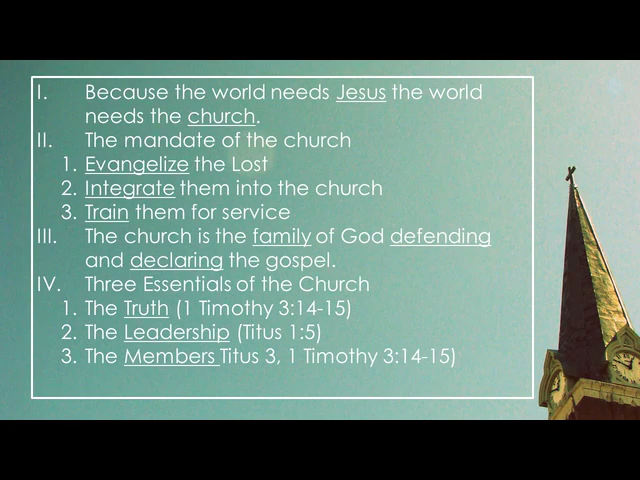 I. Because the world needs Jesus the world
needs the church.
II. The mandate of the church
1. Evangelize the Lost
2. Integrate them into the church
3. Train them for service
III. The church is the family of God defending
and declaring the gospel.
IV. Three Essentials of the Church
1. The Truth (1 Timothy 3:14-15)
2. The Leadership (Titus 1:5)
3. The Members Titus 3, 1 Timothy 3:14-15)